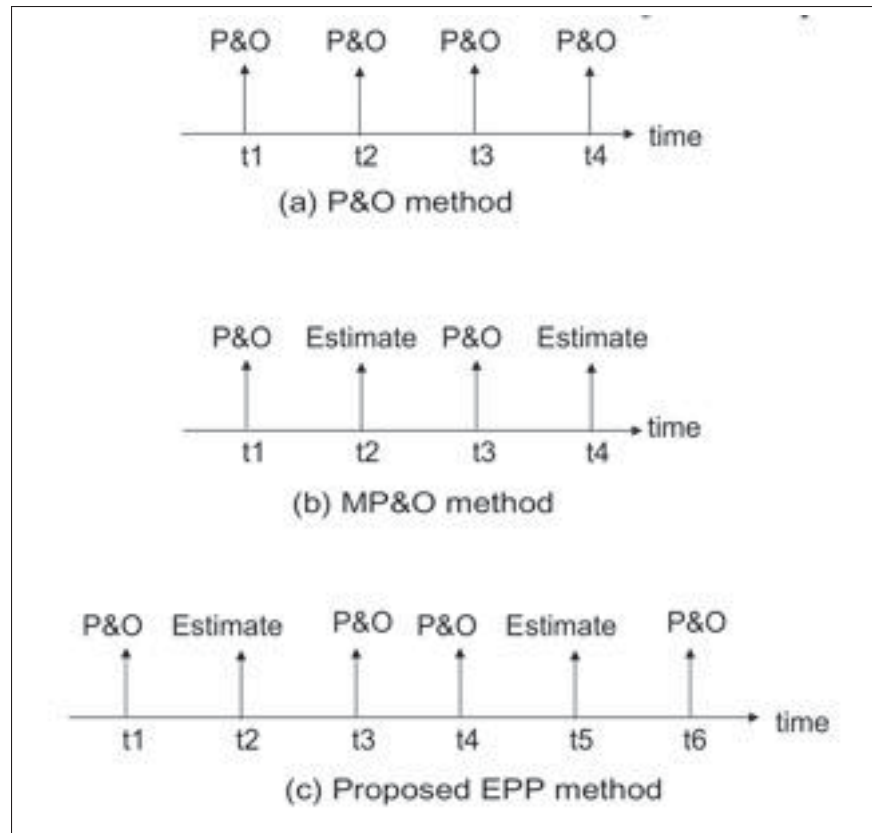 P&O P&O P&O P&O
time
t1 t2 t3 t4
(a) P&O method
P&O Estimate P&O Estimate
time
t1 t2 t3 t4
(b) MP&O method
P&O Estimate P&O P&O Estimate P&O
time
t1 t2 t3 t4 t5 t6
(c) Proposed EPP method